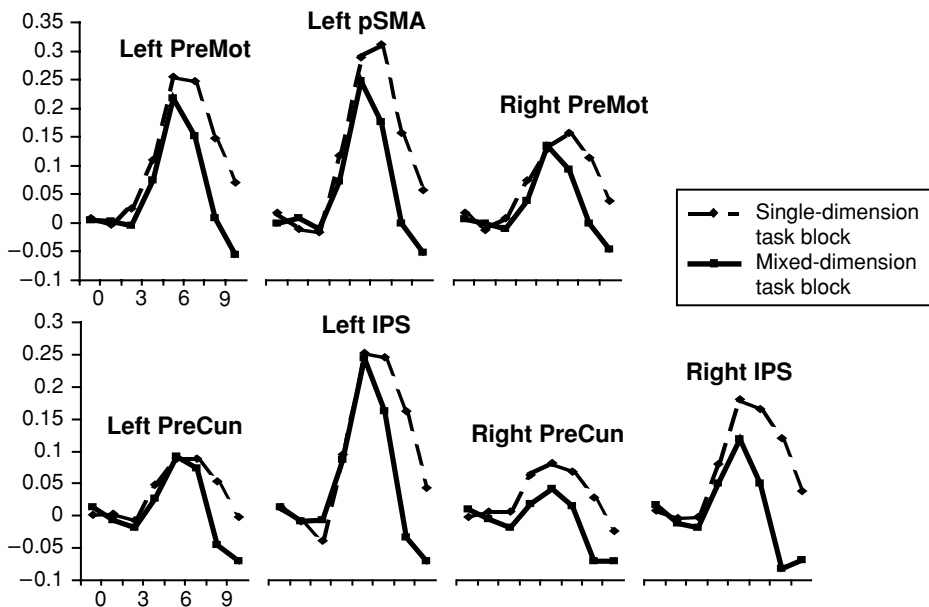 0.35
0.3
0.25
0.2
0.15
0.1
0.05
0
−0.05
−0.1
Left PreMot
Left pSMA
Right PreMot
0 3 6 9
Single-dimension
task block
Mixed-dimension
task block
0.3
0.25
0.2
0.15
0.1
0.05
0
−0.05
−0.1
Left PreCun
Left IPS
Right PreCun
Right IPS
0 3 6 9